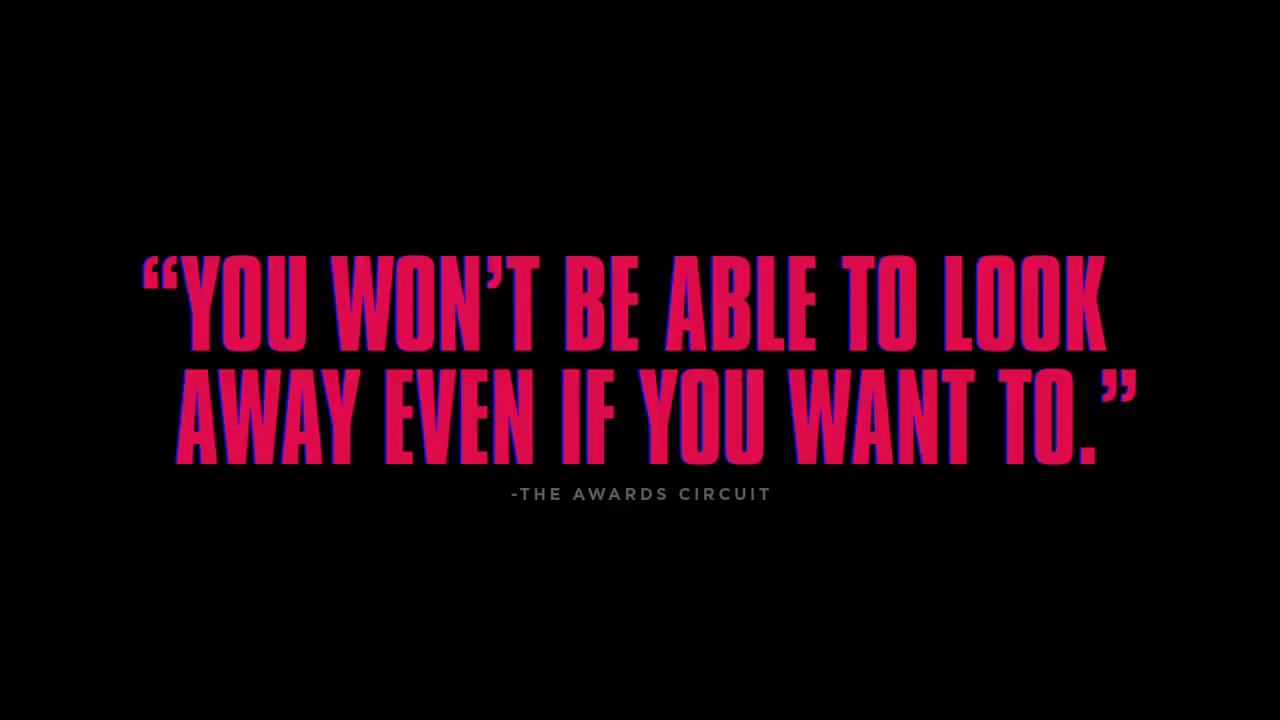 “YOU WON’T BE ABLE TO LOOK
AWAY EVEN IF YOU WANT TO.”
-THE AWARDS CIRCUIT